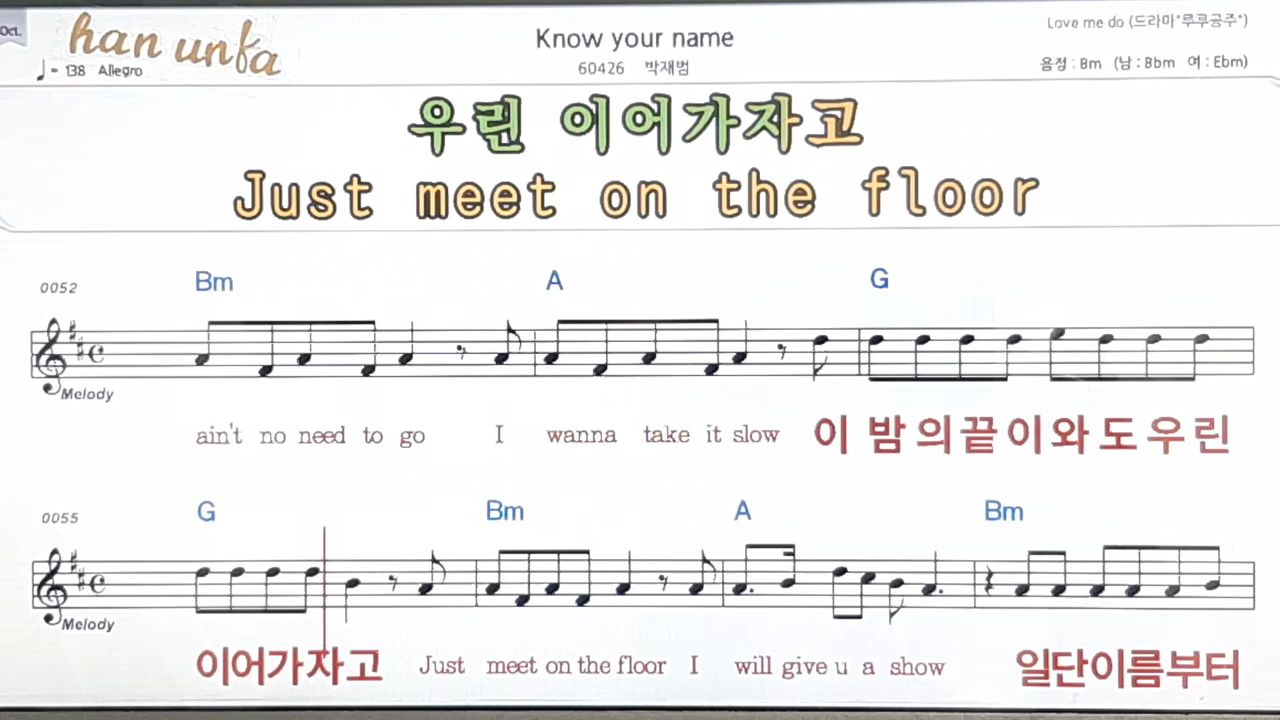 Oct.
han unfa
♩= 138 Allegro
Know your name
60426 박재범
Love me do (드라마"루루공주")
음정 : Bm (남 : Bbm 여 : Ebm)
우린 이어가자고
Just meet on the floor
0052
Bm A G
Melody
ain't no need to go I wanna take it slow 이 밤의끝이와도우린
0055
G Bm A Bm
Melody
이어가자고 Just meet on the floor I will give u a show 일단이름부터